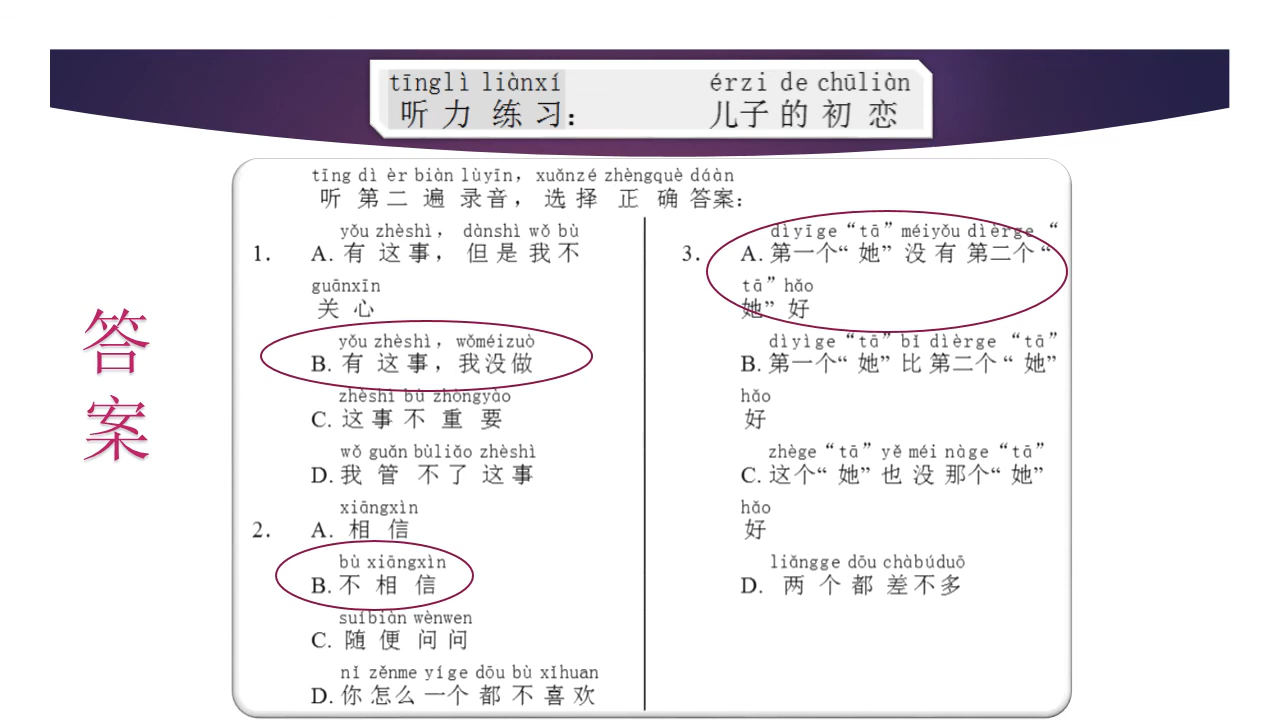 tīnglì liànxí érzi de chūliàn
听力练习: 儿子的初恋
答案
tīng dì èr biàn lùyīn, xuǎnzé zhèngquè dáàn
听第二遍录音, 选择正确答案:
yǒu zhèshì, dànshì wǒ bù
1. A. 有这事, 但是我不
guānxīn
关心
yǒu zhèshì, wǒméizuò
B. 有这事, 我没做
zhèshì bù zhòngyào
C. 这事不重要
wǒ guǎn bùliǎo zhèshì
D. 我管不了这事
xiāngxìn
2. A. 相信
bù xiāngxìn
B. 不相信
suíbiàn wènwen
C. 随便问问
nǐ zěnme yíge dōu bù xǐhuan
D. 你怎么一个都不喜欢
dìyīge “tā” méiyǒu dìèrge “
3. A. 第一个“她”没有第二个“
tā” hǎo
她”好
dìyìge “tā” bǐ dìèrge “tā”
B. 第一个“她”比第二个“她”
hǎo
好
zhège “tā” yě méi nàge “tā”
C. 这个“她”也没那个“她”
hǎo
好
liǎngge dōu chàbúduō
D. 两个都差不多